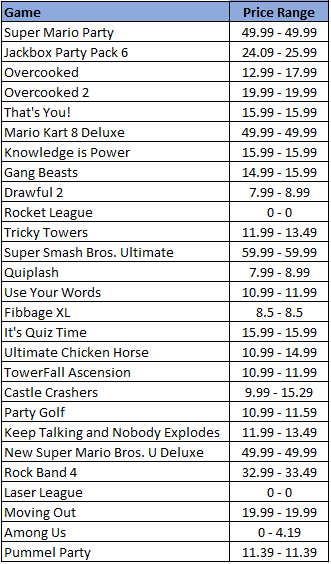 Game Price Range
Super Mario Party 49.99 - 49.99
Jackbox Party Pack 6 24.09 - 25.99
Overcooked 12.99 - 17.99
Overcooked 2 19.99 - 19.99
That's You! 15.99 - 15.99
Mario Kart 8 Deluxe 49.99 - 49.99
Knowledge is Power 15.99 - 15.99
Gang Beasts 14.99 - 15.99
Drawful 2 7.99 - 8.99
Rocket League 0 - 0
Tricky Towers 11.99 - 13.49
Super Smash Bros. Ultimate 59.99 - 59.99
Quiplash 7.99 - 8.99
Use Your Words 10.99 - 11.99
Fibbage XL 8.5 - 8.5
It's Quiz Time 15.99 - 15.99
Ultimate Chicken Horse 10.99 - 14.99
TowerFall Ascension 10.99 - 11.99
Castle Crashers 9.99 - 15.29
Party Golf 10.99 - 11.59
Keep Talking and Nobody Explodes 11.99 - 13.49
New Super Mario Bros. U Deluxe 49.99 - 49.99
Rock Band 4 32.99 - 33.49
Laser League 0 - 0
Moving Out 19.99 - 19.99
Among Us 0 - 4.19
Pummel Party 11.39 - 11.39